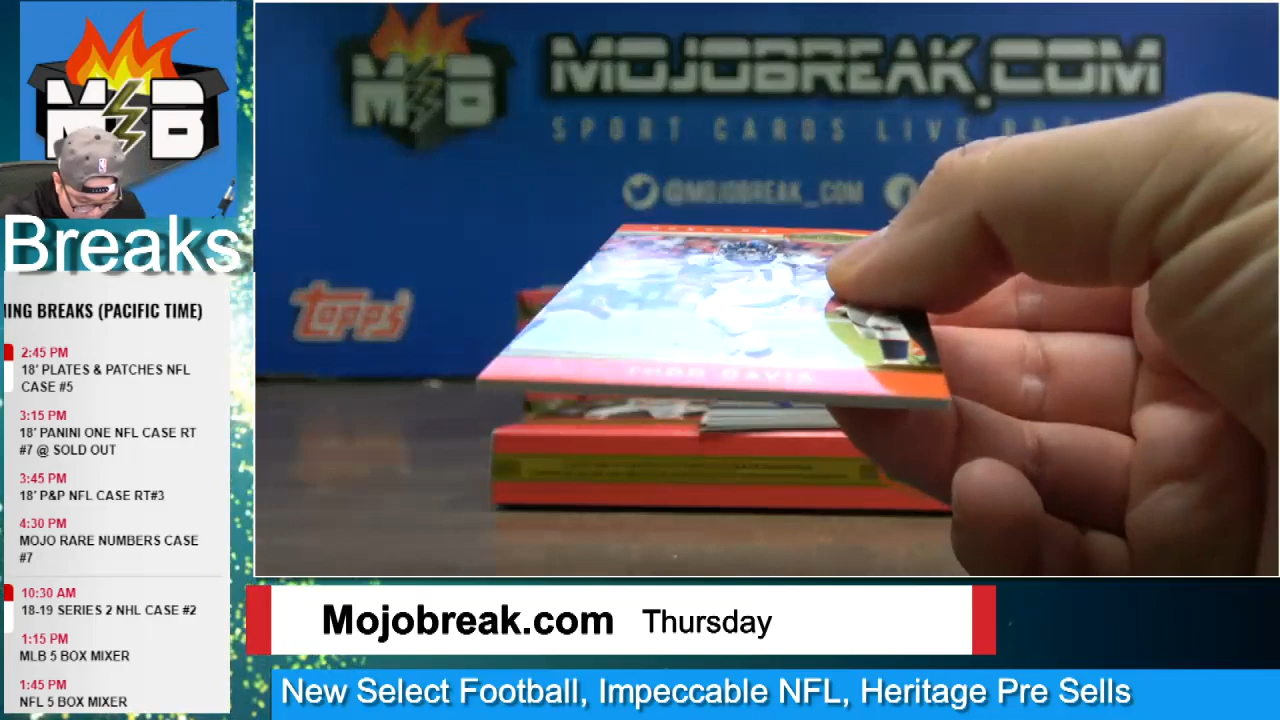 M B
Breaks
ING BREAKS (PACIFIC TIME)
2:45 PM
18' PLATES & PATCHES NFL
CASE #5
3:15 PM
18' PANINI ONE NFL CASE RT
#7 @ SOLD OUT
3:45 PM
18' P&P NFL CASE RT#3
4:30 PM
MOJO RARE NUMBERS CASE
#7
10:30 AM
18-19 SERIES 2 NHL CASE #2
1:15 PM
MLB 5 BOX MIXER
1:45 PM
NFL 5 BOX MIXER
M B
MOJOBREAK.COM
SPORT CARDS LIVE
@MOJOBREAK_COM
Topps
TODD DAVIS
Mojobreak.com Thursday
New Select Football, Impeccable NFL, Heritage Pre Sells